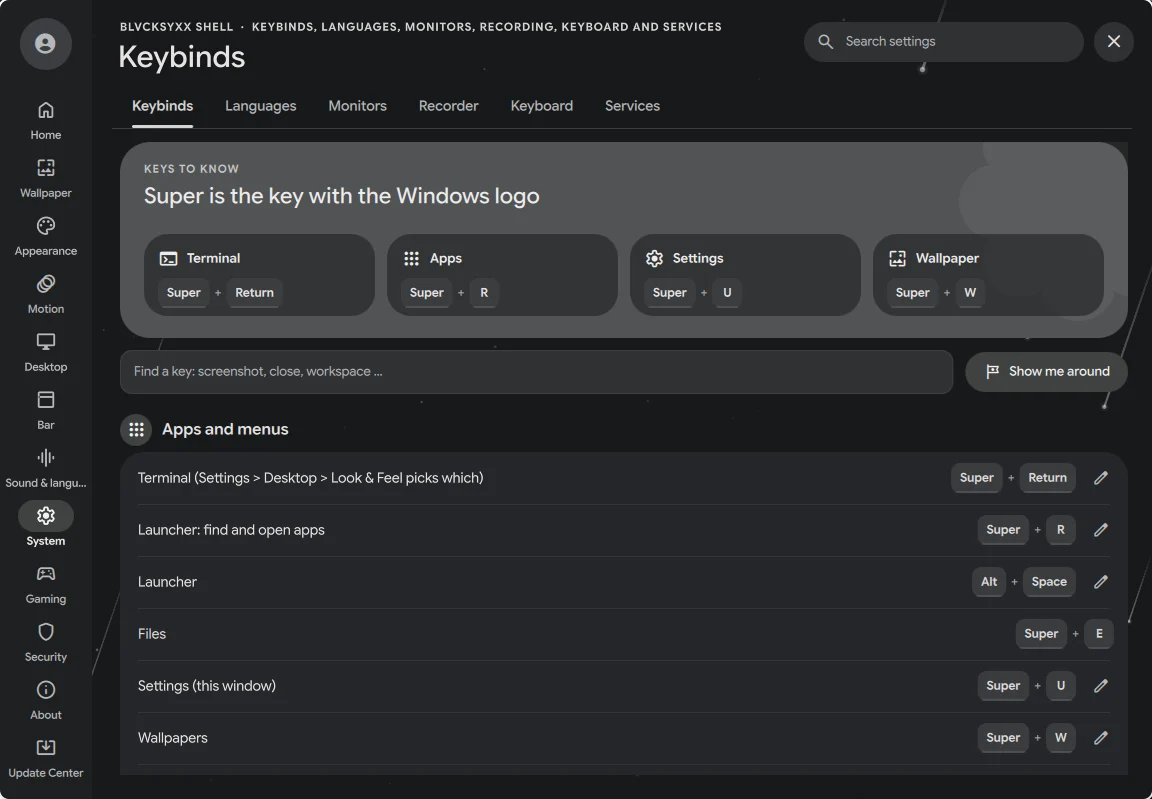 BLVCKSYXX SHELL · KEYBINDS, LANGUAGES, MONITORS, RECORDING, KEYBOARD AND SERVICES
Keybinds
Search settings
Keybinds Languages Monitors Recorder Keyboard Services
Home
Wallpaper
Appearance
Motion
Desktop
Bar
Sound & langu...
System
Gaming
Security
About
Update Center
KEYS TO KNOW
Super is the key with the Windows logo
Terminal
Super + Return
Apps
Super + R
Settings
Super + U
Wallpaper
Super + W
Find a key: screenshot, close, workspace ...
Show me around
Apps and menus
Terminal (Settings > Desktop > Look & Feel picks which) Super + Return
Launcher: find and open apps Super + R
Launcher Alt + Space
Files Super + E
Settings (this window) Super + U
Wallpapers Super + W